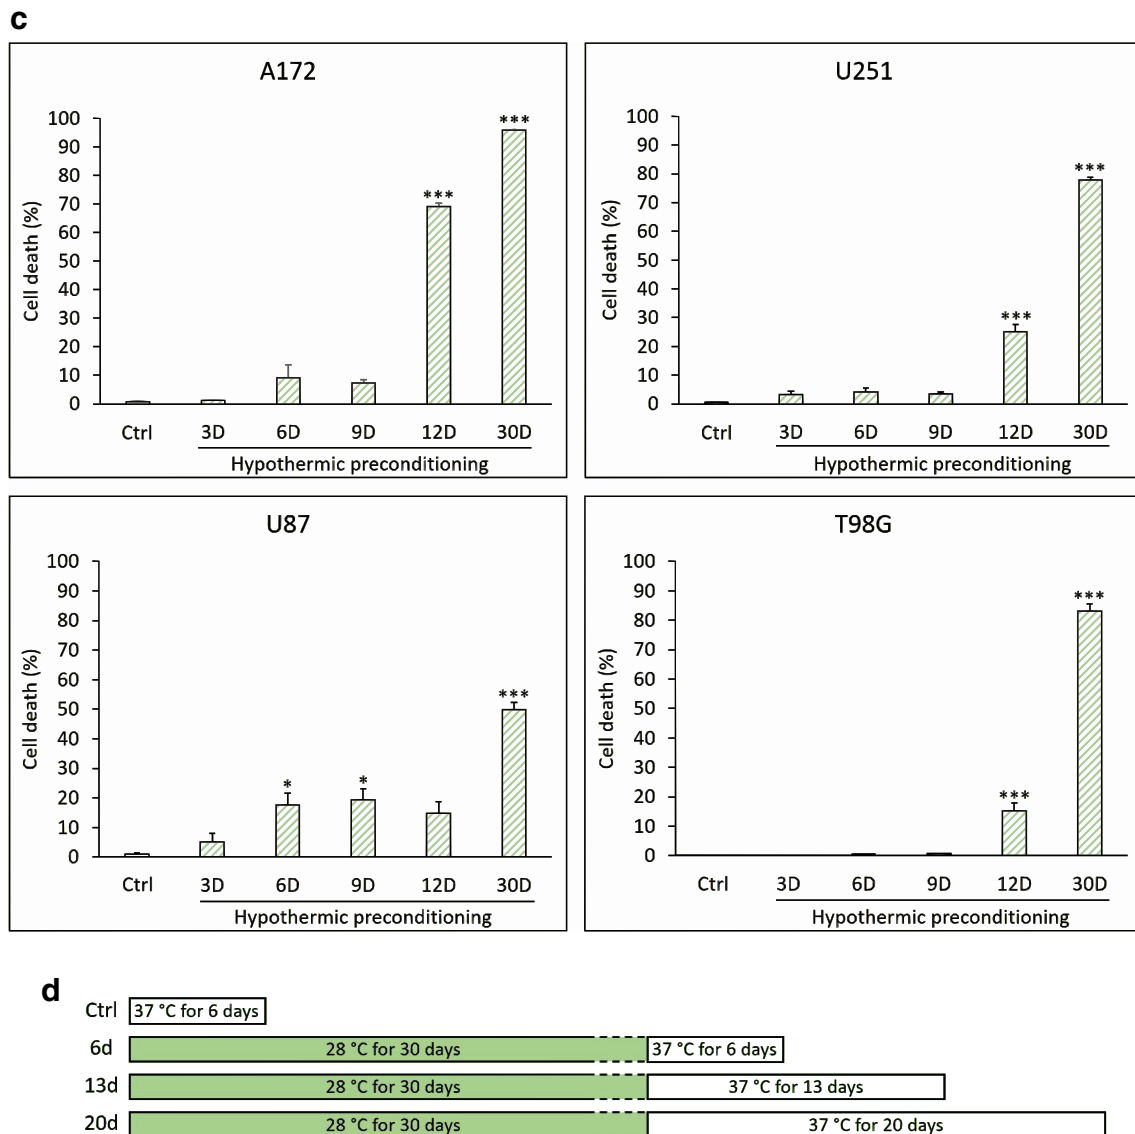 c
A172
100
90
80
70
60
50
40
30
20
10
0
Cell death (%)
***
***
Ctrl 3D 6D 9D 12D 30D
Hypothermic preconditioning
U251
100
90
80
70
60
50
40
30
20
10
0
Cell death (%)
***
***
Ctrl 3D 6D 9D 12D 30D
Hypothermic preconditioning
U87
100
90
80
70
60
50
40
30
20
10
0
Cell death (%)
* * ***
Ctrl 3D 6D 9D 12D 30D
Hypothermic preconditioning
T98G
100
90
80
70
60
50
40
30
20
10
0
Cell death (%)
***
***
Ctrl 3D 6D 9D 12D 30D
Hypothermic preconditioning
d
Ctrl 37 °C for 6 days
6d 28 °C for 30 days 37 °C for 6 days
13d 28 °C for 30 days 37 °C for 13 days
20d 28 °C for 30 days 37 °C for 20 days